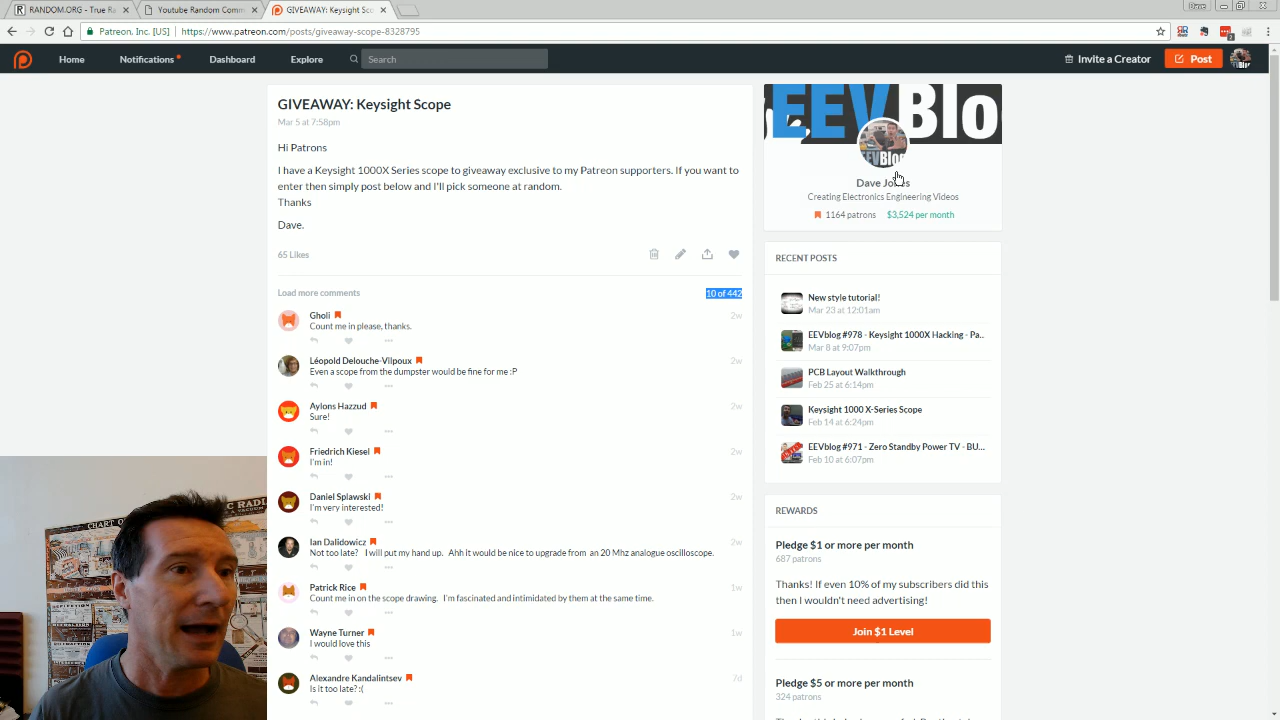 RANDOM.ORG - True Ra
Youtube Random Comm
GIVEAWAY: Keysight Sco
Patreon, Inc. [US]
https://www.patreon.com/posts/giveaway-scope-8328795
Home
Notifications
Dashboard
Explore
Search
Invite a Creator
Post
GIVEAWAY: Keysight Scope
Mar 5 at 7:58pm
Hi Patrons
I have a Keysight 1000X Series scope to giveaway exclusive to my Patreon supporters. If you want to
enter then simply post below and I'll pick someone at random.
Thanks
Dave.
65 Likes
Load more comments
10 of 442
Gholi
2w
Count me in please, thanks.
Léopold Delouche-Vilpoux
2w
Even a scope from the dumpster would be fine for me :P
Aylons Hazzud
2w
Sure!
Friedrich Kiesel
2w
I'm in!
Daniel Splawski
2w
I'm very interested!
Ian Dalidowicz
2w
Not too late? I will put my hand up. Ahh it would be nice to upgrade from an 20 Mhz analogue oscilloscope.
Patrick Rice
1w
Count me in on the scope drawing. I'm fascinated and intimidated by them at the same time.
Wayne Turner
1w
I would love this
Alexandre Kandalintsev
7d
Is it too late? :(
EEVBlo
EEVBlo
Dave Jones
Creating Electronics Engineering Videos
1164 patrons
$3,524 per month
RECENT POSTS
New style tutorial!
Mar 23 at 12:01am
EEVblog #978 - Keysight 1000X Hacking - Pa..
Mar 8 at 9:07pm
PCB Layout Walkthrough
Feb 25 at 6:14pm
Keysight 1000 X-Series Scope
Feb 14 at 6:24pm
EEVblog #971 - Zero Standby Power TV - BU...
Feb 10 at 6:07pm
REWARDS
Pledge $1 or more per month
687 patrons
Thanks! If even 10% of my subscribers did this
then I wouldn't need advertising!
Join $1 Level
Pledge $5 or more per month
324 patrons